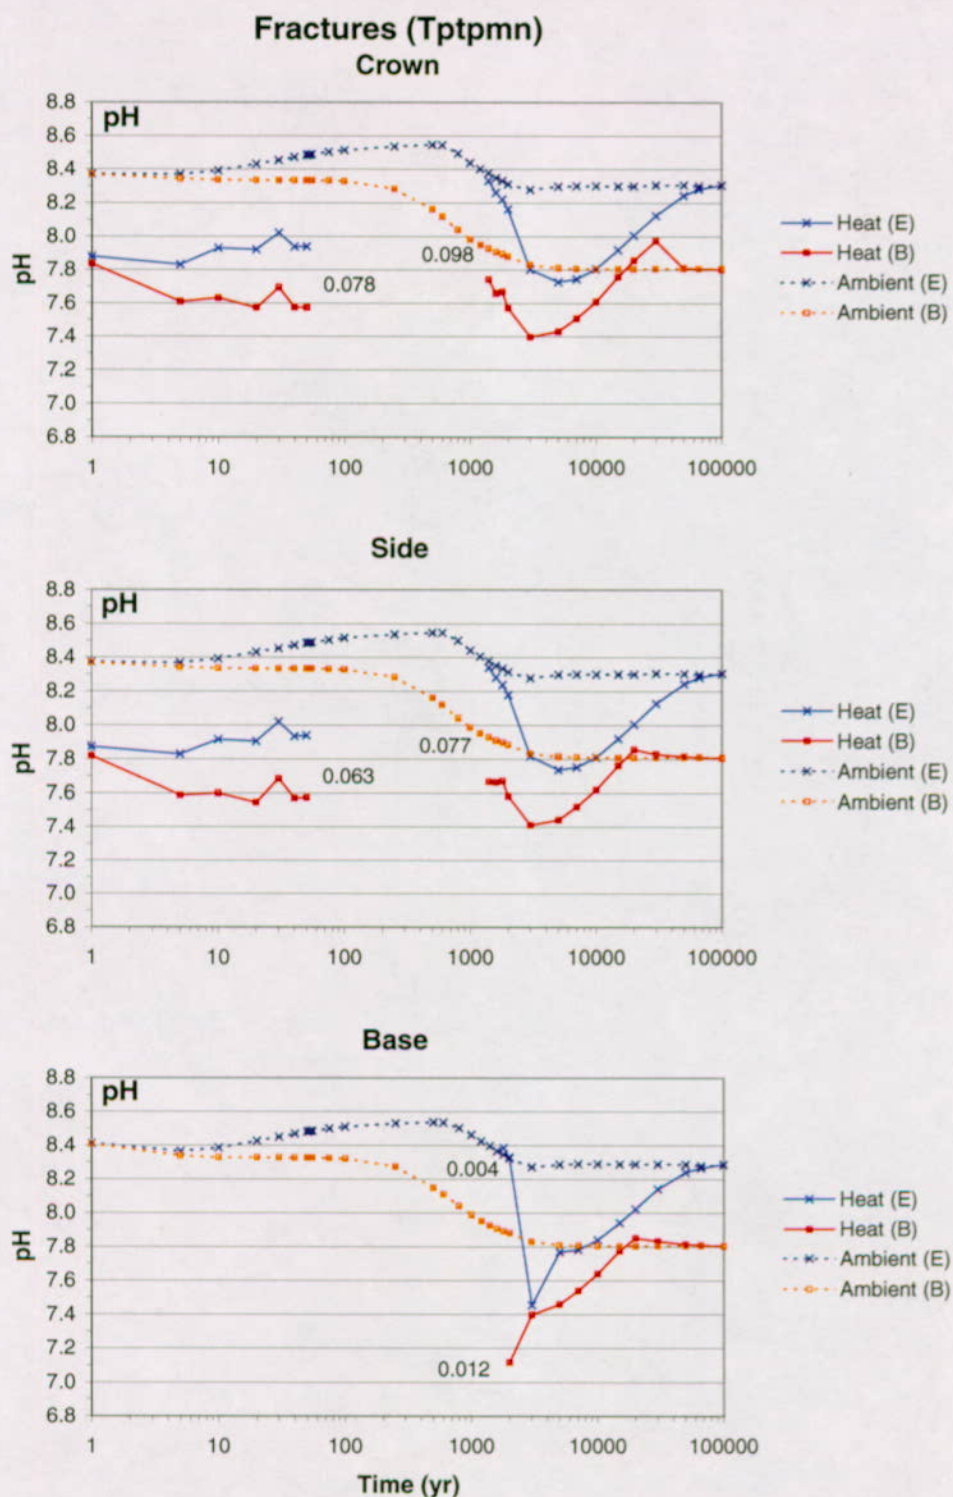 Fractures (Tptpmn)
Crown
pH
8.8
8.6
8.4
8.2
8.0
7.8
7.6
7.4
7.2
7.0
6.8
pH
0.078
0.098
1 10 100 1000 10000 100000
Heat (E)
Heat (B)
Ambient (E)
Ambient (B)
Side
pH
8.8
8.6
8.4
8.2
8.0
7.8
7.6
7.4
7.2
7.0
6.8
pH
0.063
0.077
1 10 100 1000 10000 100000
Heat (E)
Heat (B)
Ambient (E)
Ambient (B)
Base
pH
8.8
8.6
8.4
8.2
8.0
7.8
7.6
7.4
7.2
7.0
6.8
pH
0.004
0.012
1 10 100 1000 10000 100000
Time (yr)
Heat (E)
Heat (B)
Ambient (E)
Ambient (B)